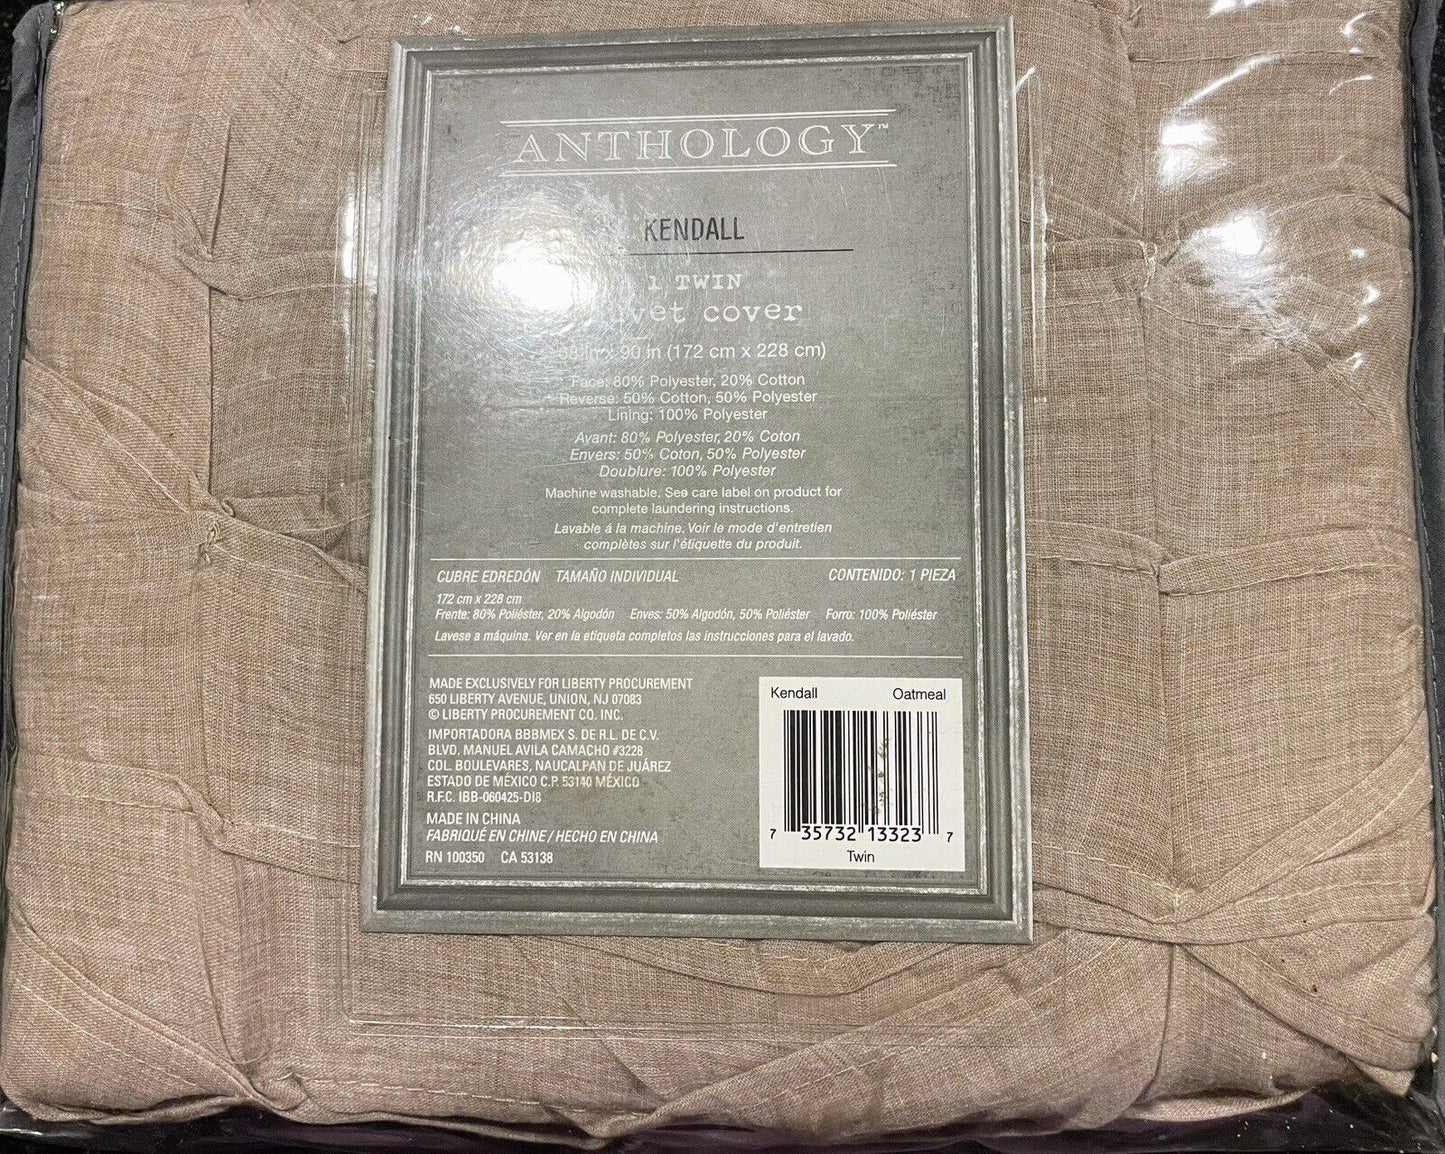 ANTHOLOGY™
KENDALL
1 TWIN
cover
x 90 in (172 cm x 228 cm)
Face: 80% Polyester, 20% Cotton
Reverse: 50% Cotton, 50% Polyester
Lining: 100% Polyester
Avant: 80% Polyester, 20% Coton
Envers: 50% Coton, 50% Polyester
Doublure: 100% Polyester
Machine washable. See care label on product for
complete laundering instructions.
Lavable á la machine. Voir le mode d'entretien
complètes sur l'étiquette du produit.
CUBRE EDREDÓN TAMAÑO INDIVIDUAL CONTENIDO: 1 PIEZA
172 cm x 228 cm
Frente: 80% Poliéster, 20% Algodón Enves: 50% Algodón, 50% Poliéster Forro: 100% Poliéster
Lavese a máquina. Ver en la etiqueta completos las instrucciones para el lavado.
MADE EXCLUSIVELY FOR LIBERTY PROCUREMENT
650 LIBERTY AVENUE, UNION, NJ 07083
© LIBERTY PROCUREMENT CO. INC.
IMPORTADORA BBBMEX S. DE R.L. DE C.V.
BLVD. MANUEL AVILA CAMACHO #3228
COL. BOULEVARES, NAUCALPAN DE JUÁREZ
ESTADO DE MÉXICO C.P. 53140 MÉXICO
R.F.C. IBB-060425-DI8
MADE IN CHINA
FABRIQUÉ EN CHINE / HECHO EN CHINA
RN 100350 CA 53138
Kendall Oatmeal
7 35732 13323 7
Twin